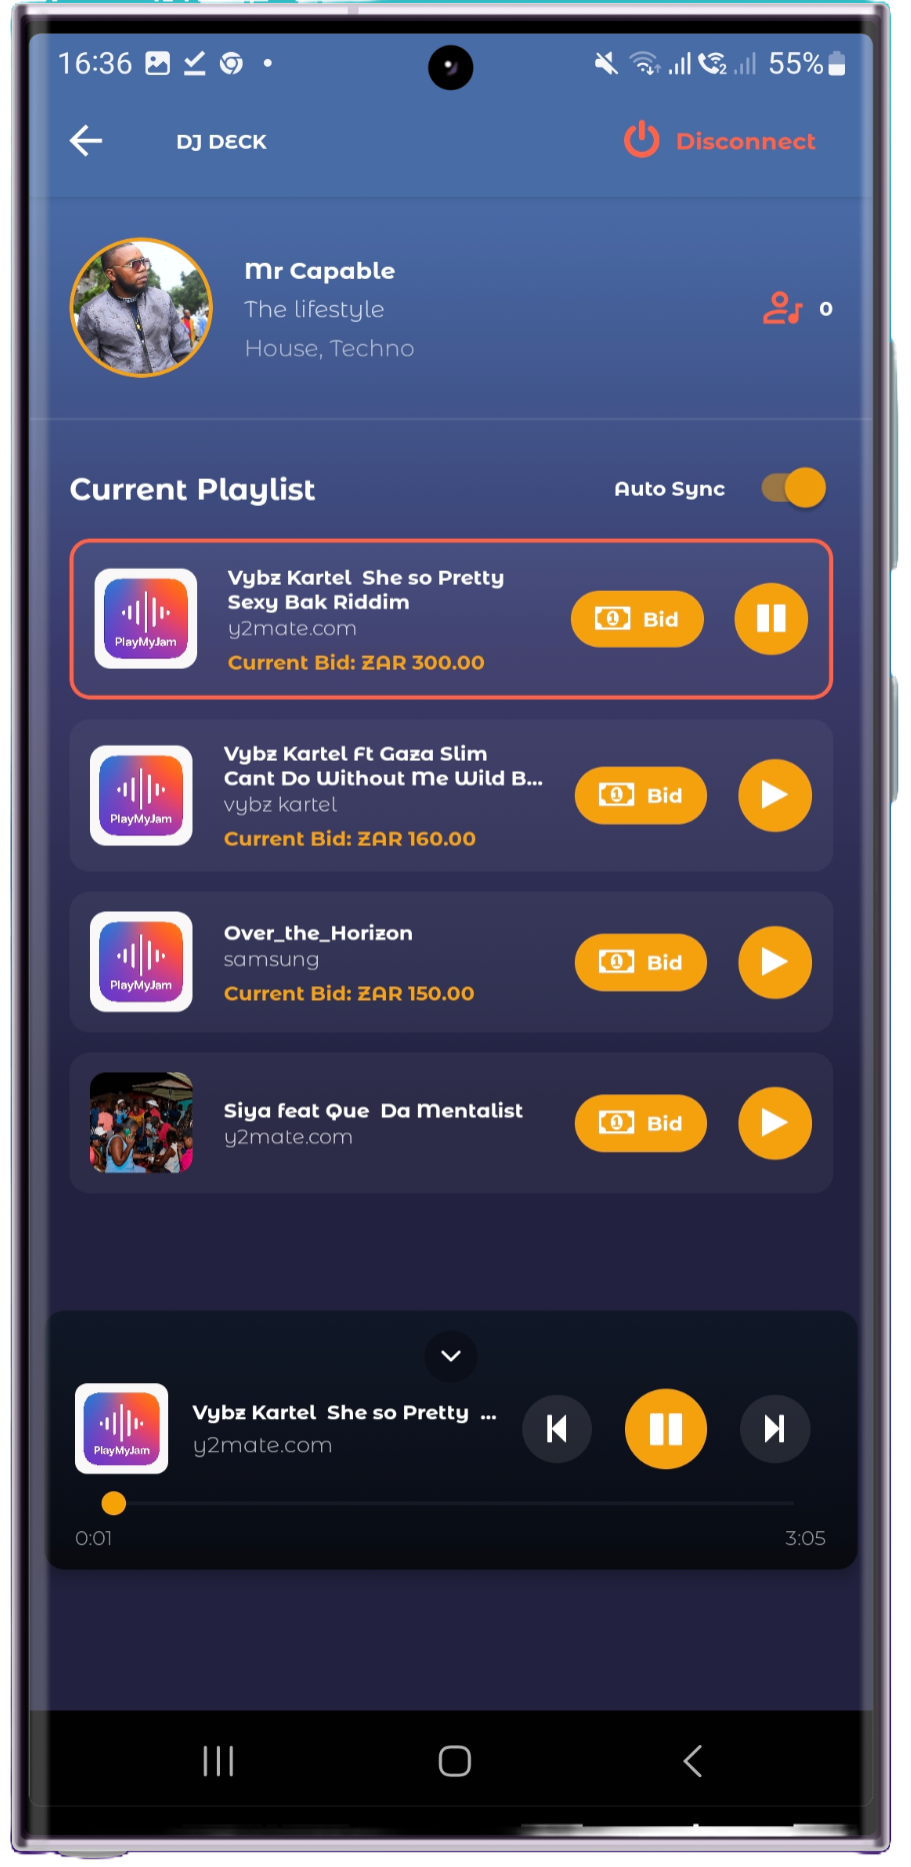 16:36
55%
DJ DECK
Disconnect
Mr Capable
The lifestyle
House, Techno
0
Current Playlist
Auto Sync
Vybz Kartel She so Pretty
Sexy Bak Riddim
y2mate.com
Current Bid: ZAR 300.00
PlayMyJam
1 Bid
Vybz Kartel Ft Gaza Slim
Cant Do Without Me Wild B...
vybz kartel
Current Bid: ZAR 160.00
PlayMyJam
1 Bid
Over_the_Horizon
samsung
Current Bid: ZAR 150.00
PlayMyJam
1 Bid
Siya feat Que Da Mentalist
y2mate.com
1 Bid
Vybz Kartel She so Pretty ...
y2mate.com
PlayMyJam
0:01
3:05